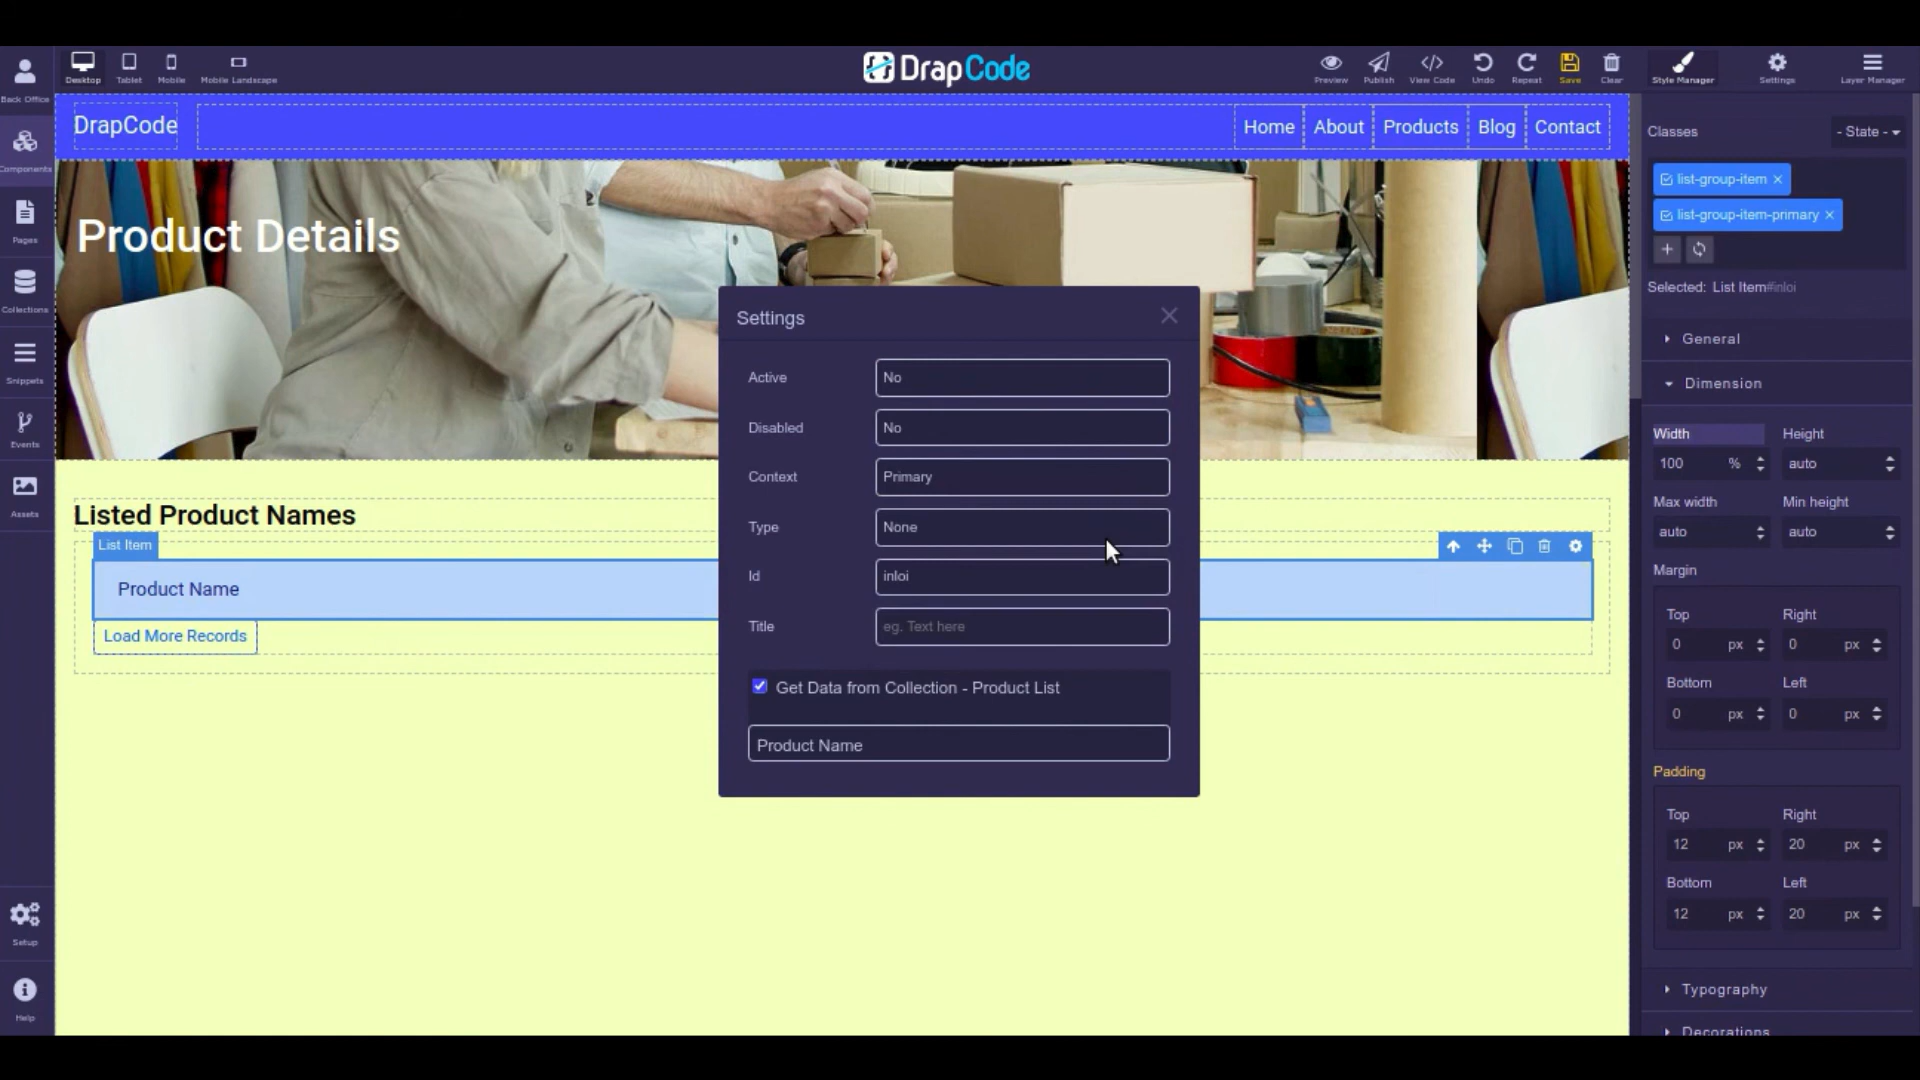 Back Office
Desktop
Tablet
Mobile
Mobile Landscape
DrapCode
Preview
Publish
View Code
Undo
Repeat
Save
Clear
Style Manager
Settings
Layer Manager
Components
Pages
Collections
Snippets
Events
Assets
Setup
Help
DrapCode
Home
About
Products
Blog
Contact
Product Details
Listed Product Names
List Item
Product Name
Load More Records
Settings
Active
No
Disabled
No
Context
Primary
Type
None
Id
inloi
Title
eg. Text here
Get Data from Collection - Product List
Product Name
Classes
- State -
list-group-item
list-group-item-primary
Selected: List Item#inloi
General
Dimension
Width
Height
100 %
auto
Max width
Min height
auto
auto
Margin
Top
Right
0 px
0 px
Bottom
Left
0 px
0 px
Padding
Top
Right
12 px
20 px
Bottom
Left
12 px
20 px
Typography
Decorations